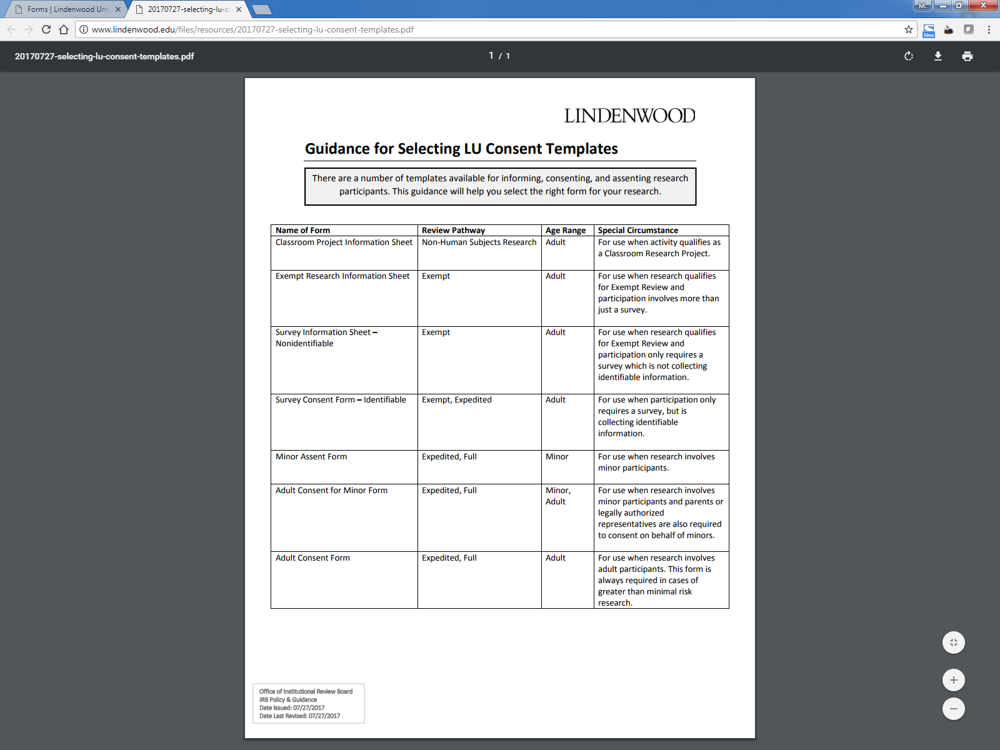 Forms | Lindenwood Uni
20170727-selecting-lu-c
M.
www.lindenwood.edu/files/resources/20170727-selecting-lu-consent-templates.pdf
New
20170727-selecting-lu-consent-templates.pdf
1 / 1
LINDENWOOD
Guidance for Selecting LU Consent Templates
There are a number of templates available for informing, consenting, and assenting research
participants. This guidance will help you select the right form for your research.
Name of Form Review Pathway Age Range Special Circumstance
Classroom Project Information Sheet Non-Human Subjects Research Adult For use when activity qualifies as
a Classroom Research Project.
Exempt Research Information Sheet Exempt Adult For use when research qualifies
for Exempt Review and
participation involves more than
just a survey.
Survey Information Sheet – Exempt Adult For use when research qualifies
Nonidentifiable for Exempt Review and
participation only requires a
survey which is not collecting
identifiable information.
Survey Consent Form – Identifiable Exempt, Expedited Adult For use when participation only
requires a survey, but is
collecting identifiable
information.
Minor Assent Form Expedited, Full Minor For use when research involves
minor participants.
Adult Consent for Minor Form Expedited, Full Minor, For use when research involves
Adult minor participants and parents or
legally authorized
representatives are also required
to consent on behalf of minors.
Adult Consent Form Expedited, Full Adult For use when research involves
adult participants. This form is
always required in cases of
greater than minimal risk
research.
Office of Institutional Review Board
IRB Policy & Guidance
Date Issued: 07/27/2017
Date Last Revised: 07/27/2017